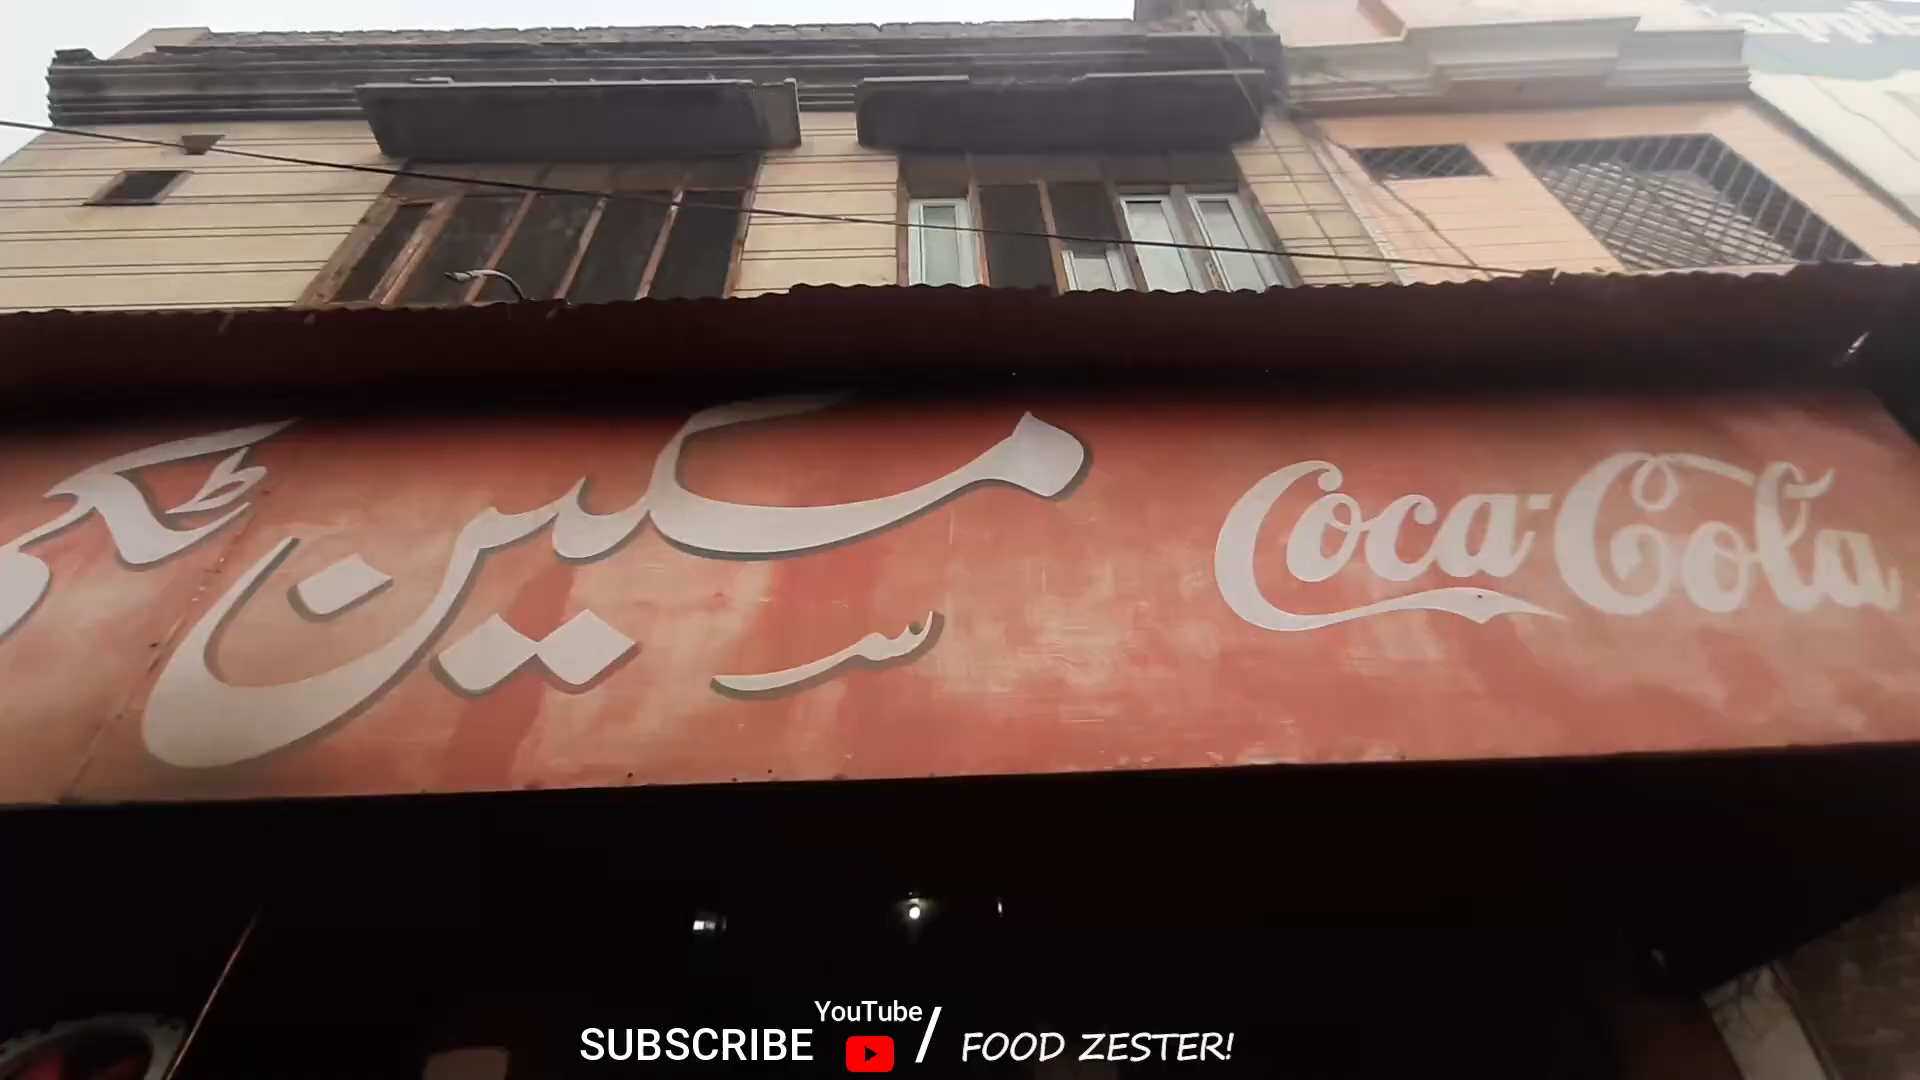 مسکین
Coca-Cola
YouTube
SUBSCRIBE / FOOD ZESTER!